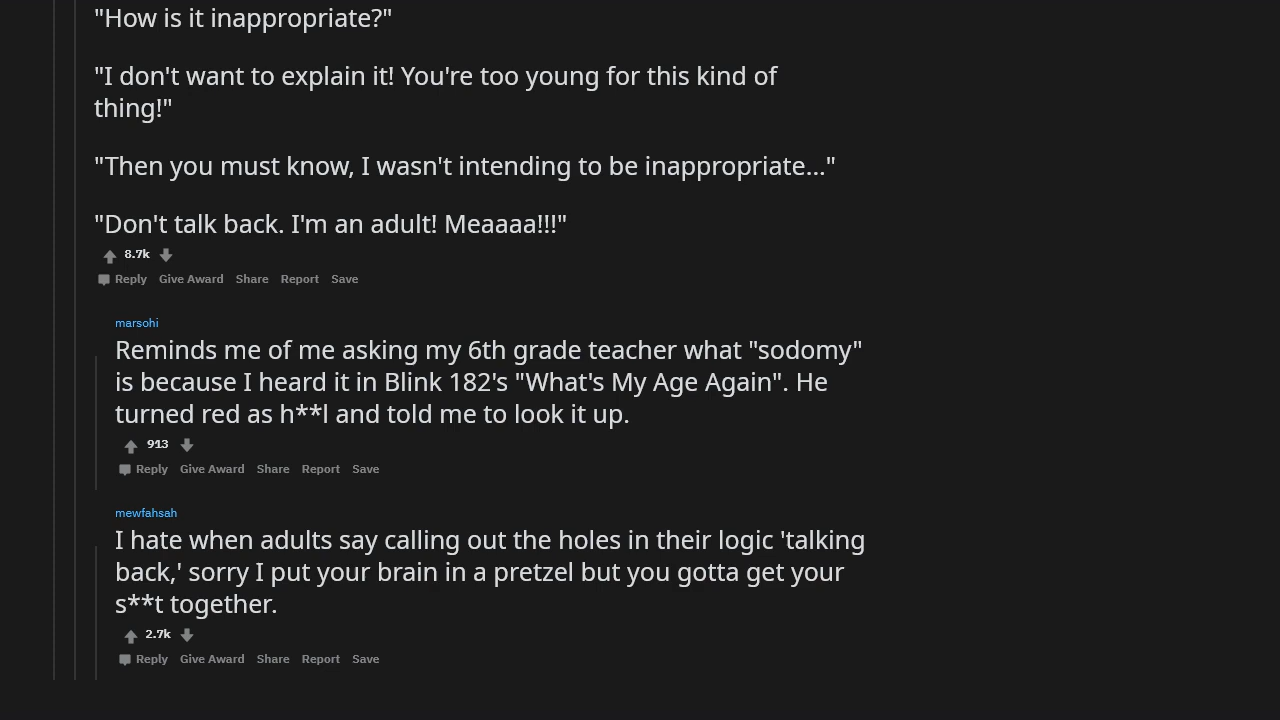 "How is it inappropriate?"
"I don't want to explain it! You're too young for this kind of
thing!"
"Then you must know, I wasn't intending to be inappropriate..."
"Don't talk back. I'm an adult! Meaaaa!!!"
8.7k
Reply Give Award Share Report Save
marsohi
Reminds me of me asking my 6th grade teacher what "sodomy"
is because I heard it in Blink 182's "What's My Age Again". He
turned red as h**l and told me to look it up.
913
Reply Give Award Share Report Save
mewfahsah
I hate when adults say calling out the holes in their logic 'talking
back,' sorry I put your brain in a pretzel but you gotta get your
s**t together.
2.7k
Reply Give Award Share Report Save